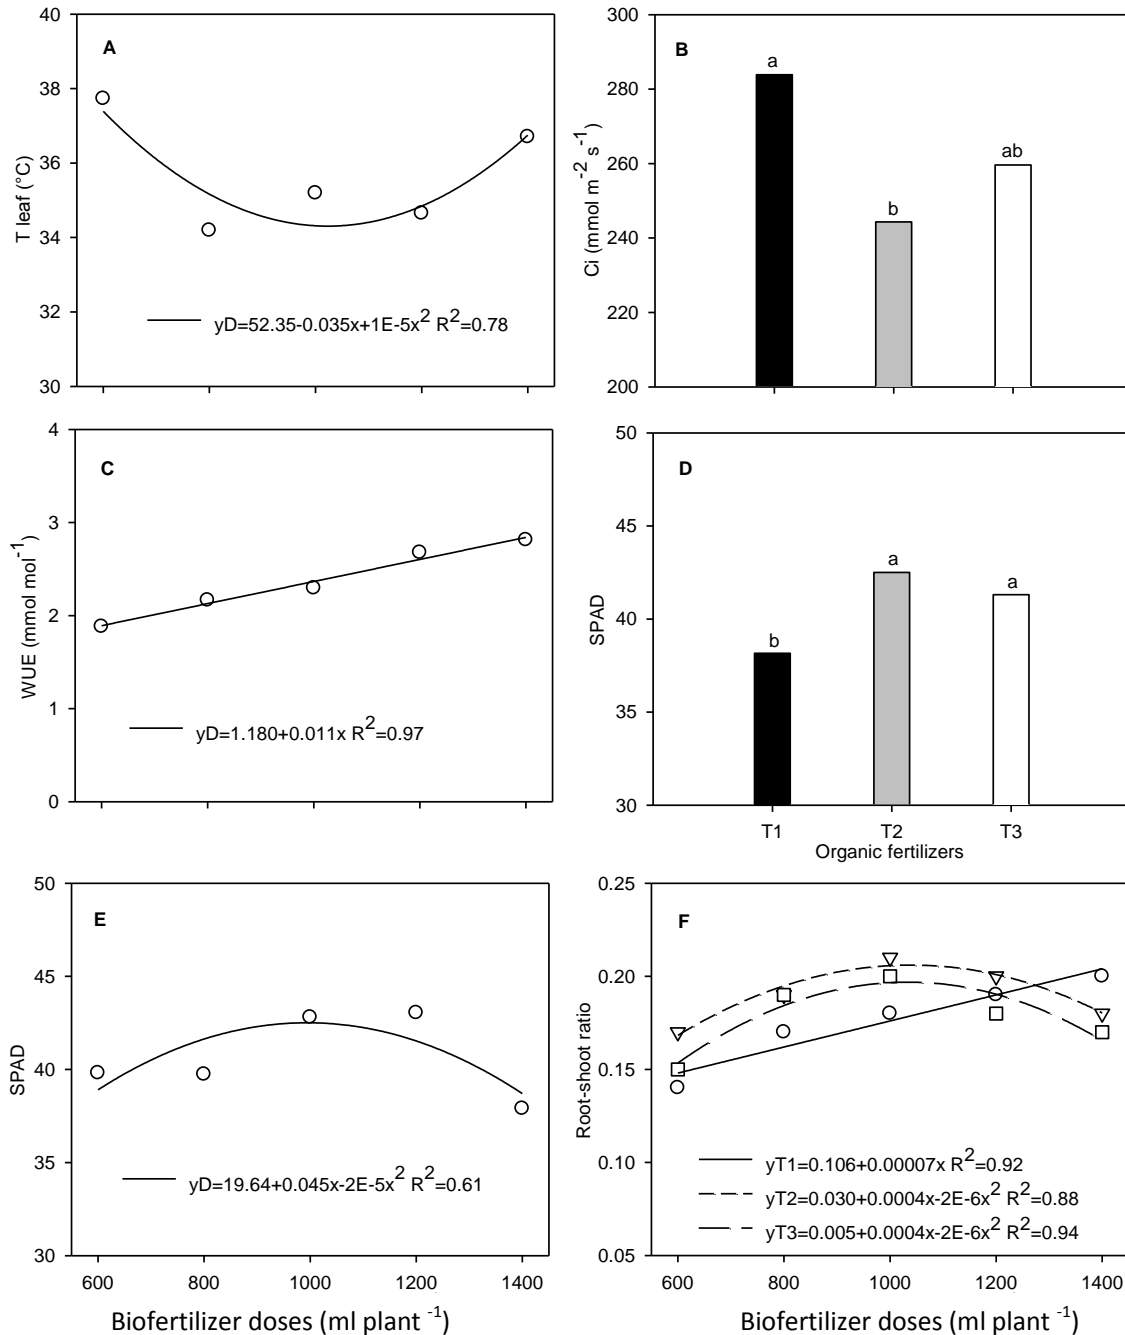 A
T leaf (°C)
40
38
36
34
32
30
yD=52.35-0.035x+1E-5x² R²=0.78
B
Ci (mmol m⁻² s⁻¹)
300
280
260
240
220
200
a
b
ab
C
WUE (mmol mol⁻¹)
4
3
2
1
0
yD=1.180+0.011x R²=0.97
D
SPAD
50
45
40
35
30
b
a
a
T1 T2 T3
Organic fertilizers
E
SPAD
50
45
40
35
30
yD=19.64+0.045x-2E-5x² R²=0.61
600 800 1000 1200 1400
Biofertilizer doses (ml plant ⁻¹)
F
Root-shoot ratio
0.25
0.20
0.15
0.10
0.05
yT1=0.106+0.00007x R²=0.92
yT2=0.030+0.0004x-2E-6x² R²=0.88
yT3=0.005+0.0004x-2E-6x² R²=0.94
600 800 1000 1200 1400
Biofertilizer doses (ml plant ⁻¹)